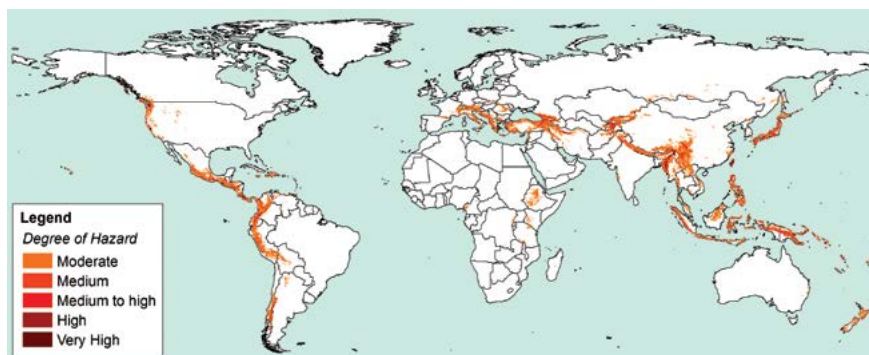 Legend
Degree of Hazard
Moderate
Medium
Medium to high
High
Very High